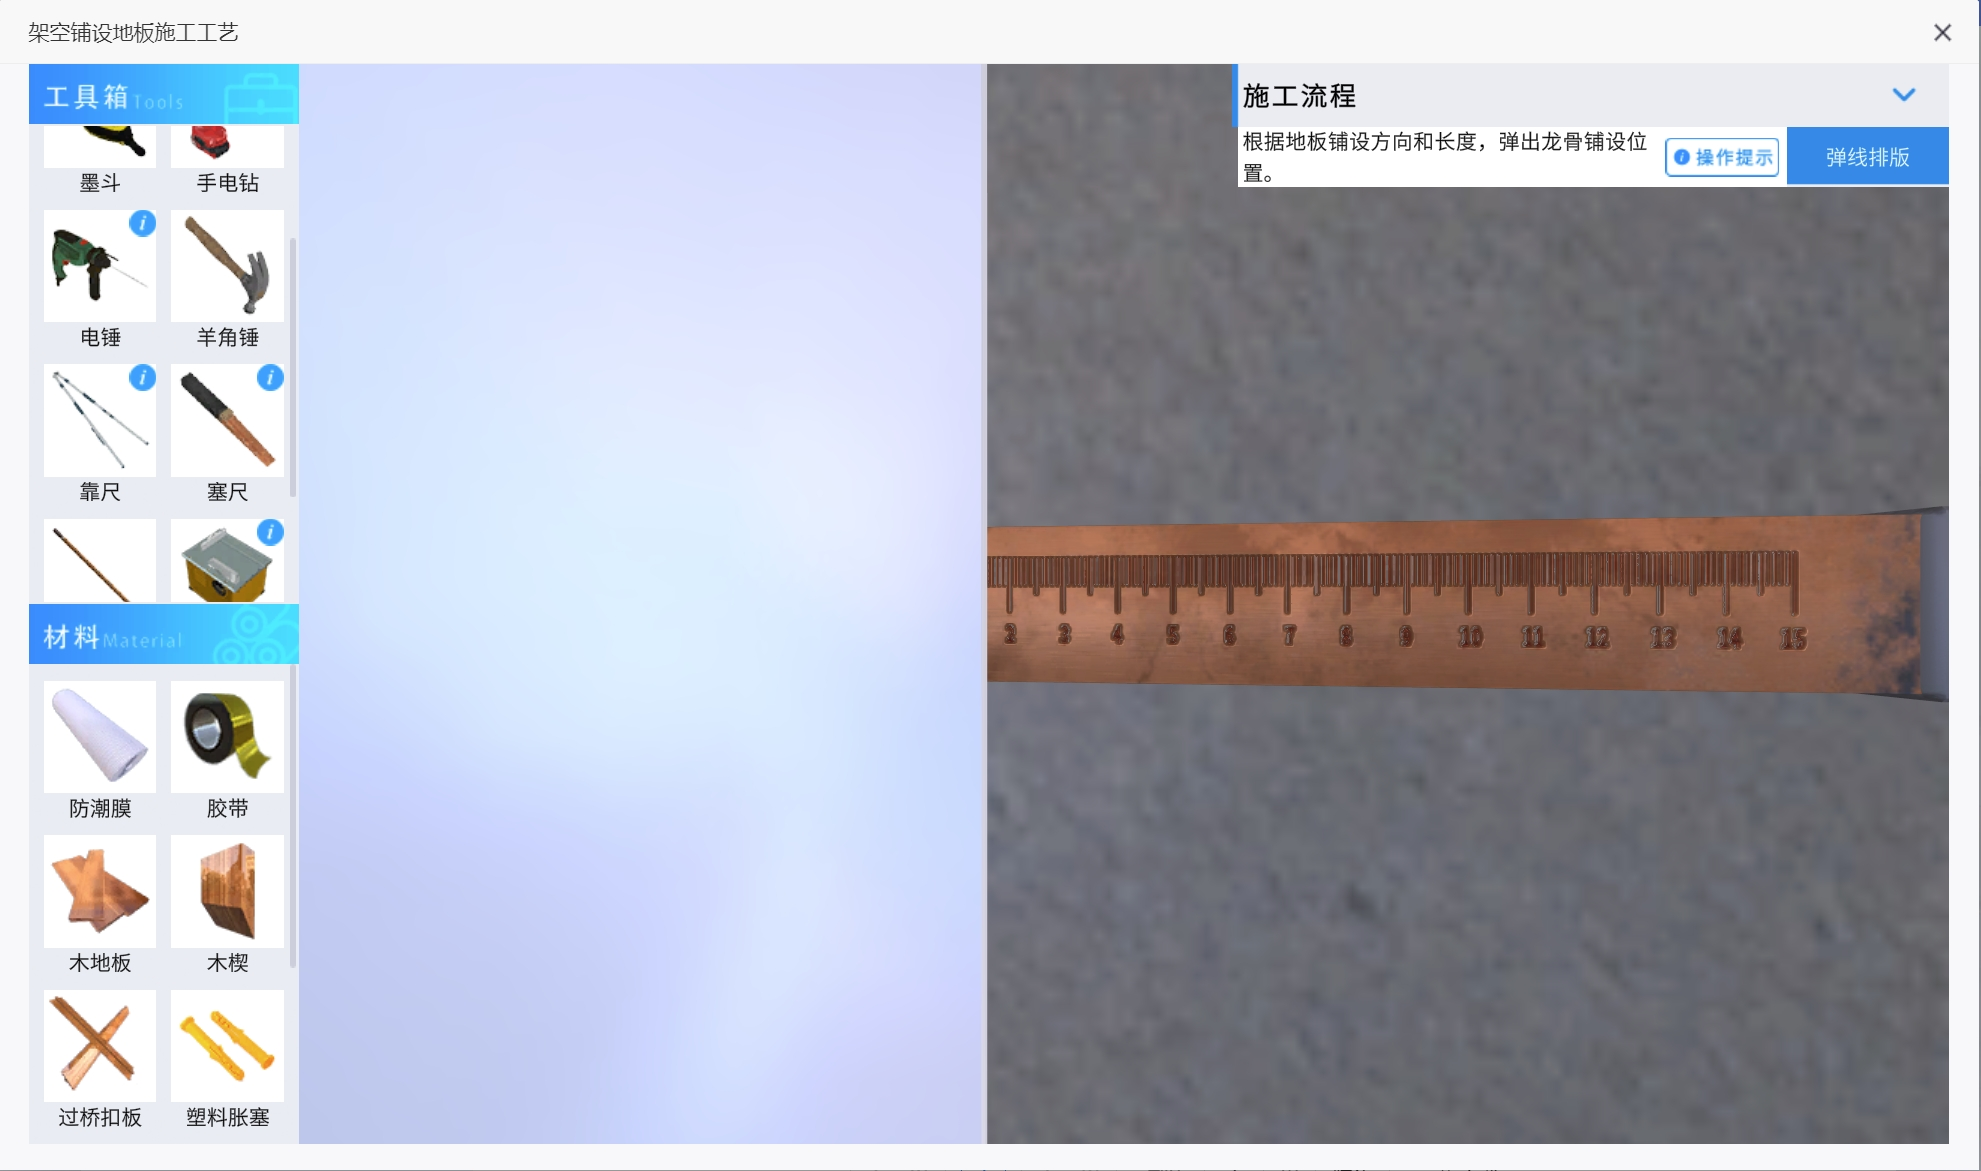 架空铺设地板施工工艺
工具箱 Tools
墨斗
手电钻
电锤
羊角锤
靠尺
塞尺
材料 Material
防潮膜
胶带
木地板
木楔
过桥扣板
塑料胀塞
施工流程
根据地板铺设方向和长度，弹出龙骨铺设位
置。
操作提示
弹线排版
2 3 4 5 6 7 8 9 10 11 12 13 14 15